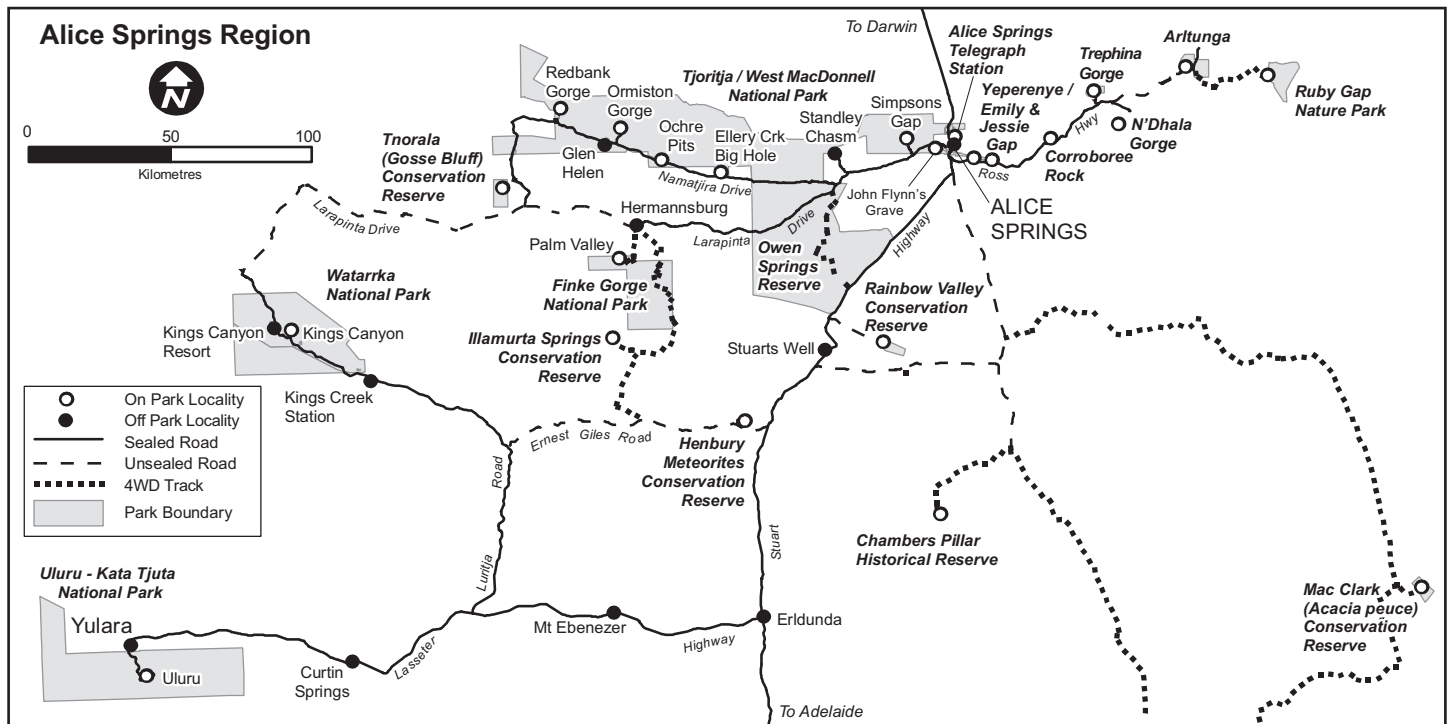 Alice Springs Region
N
0
50
100
Kilometres
To Darwin
Alice Springs
Telegraph
Station
Trephina
Gorge
Arltunga
Ruby Gap
Nature Park
Yeperenye /
Emily &
Jessie
Gap
N'Dhala
Gorge
Hwy
Ross
Corroboree
Rock
Redbank
Gorge
Ormiston
Gorge
Tjoritja / West MacDonnell
National Park
Simpsons
Gap
Standley
Chasm
Ochre
Pits
Ellery Crk
Big Hole
Glen
Helen
Namatjira Drive
Tnorala
(Gosse Bluff)
Conservation
Reserve
John Flynn's
Grave
ALICE
SPRINGS
Larapinta Drive
Hermannsburg
Larapinta
Drive
Highway
Palm Valley
Owen
Springs
Reserve
Watarrka
National Park
Finke Gorge
National Park
Rainbow Valley
Conservation
Reserve
Kings Canyon
Resort
Kings Canyon
Illamurta Springs
Conservation
Reserve
Stuarts Well
Kings Creek
Station
On Park Locality
Off Park Locality
Sealed Road
Unsealed Road
4WD Track
Park Boundary
Ernest Giles Road
Henbury
Meteorites
Conservation
Reserve
Road
Luritja
Stuart
Chambers Pillar
Historical Reserve
Uluru - Kata Tjuta
National Park
Yulara
Uluru
Curtin
Springs
Lasseter
Mt Ebenezer
Highway
Erldunda
Mac Clark
(Acacia peuce)
Conservation
Reserve
To Adelaide